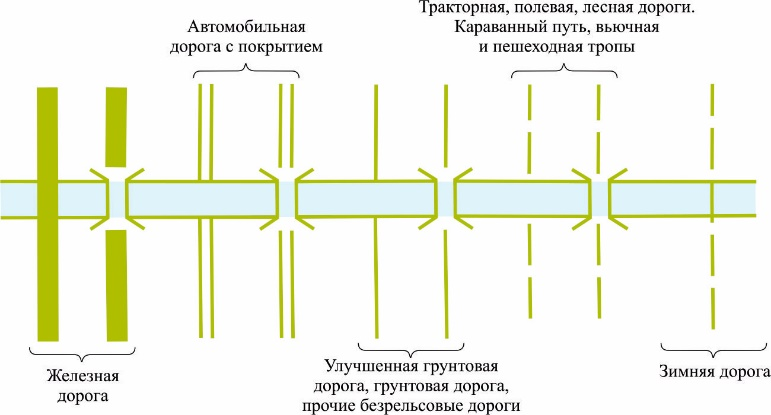 Автомобильная
дорога с покрытием
Тракторная, полевая, лесная дороги.
Караванный путь, вьючная
и пешеходная тропы
Железная
дорога
Улучшенная грунтовая
дорога, грунтовая дорога,
прочие безрельсовые дороги
Зимняя дорога